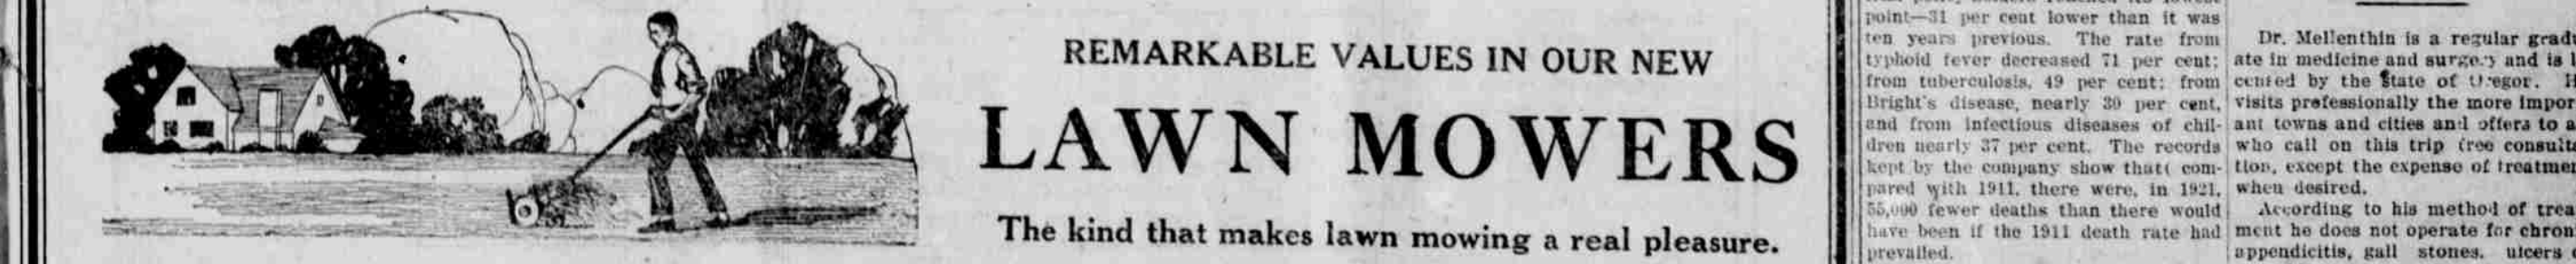 REMARKABLE VALUES IN OUR NEW
LAWN MOWERS
The kind that makes lawn mowing a real pleasure.
point—31 per cent lower than it was
ten years previous. The rate from
typhoid fever decreased 71 per cent;
from tuberculosis, 49 per cent; from
Bright's disease, nearly 30 per cent,
and from infectious diseases of chil-
dren nearly 37 per cent. The records
kept by the company show that( com-
pared with 1911, there were, in 1921,
55,000 fewer deaths than there would
have been if the 1911 death rate had
prevailed.
Dr. Mellenthin is a regular gradu
ate in medicine and surgery and is l
by the State of
visits professionally the more impor
ant towns and cities and offers to a
who call on this trip free consulta
tion, except the expense of treatmen
when desired.
According to his method of trea
ment he does not operate for chron
appendicitis, gall stones, ulcers